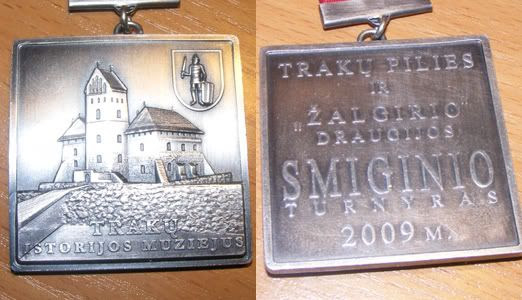 TRAKŲ
ISTORIJOS MUZIEJUS
TRAKŲ PILIES
IR
„ŽALGIRIO"
DRAUGIJOS
SMIGINIO
TURNYRAS
2009 M.